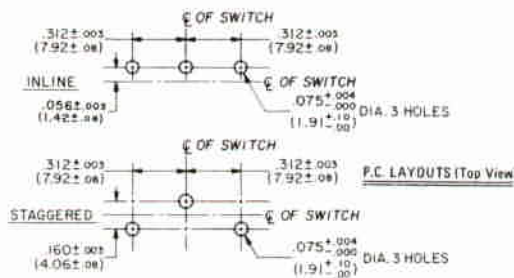 ℄ OF SWITCH
.312±.003 .312±.003
(7.92±.08) (7.92±.08)
INLINE
℄ OF SWITCH
.056±.003 .075+.004 -.000 DIA. 3 HOLES
(1.42±.08) (1.91+.10 -.00)
℄ OF SWITCH
.312±.003 .312±.003
(7.92±.08) (7.92±.08)
P.C. LAYOUTS (Top View
STAGGERED
℄ OF SWITCH
.160±.003 .075+.004 -.000 DIA. 3 HOLES
(4.06±.08) (1.91+.10 -.00)